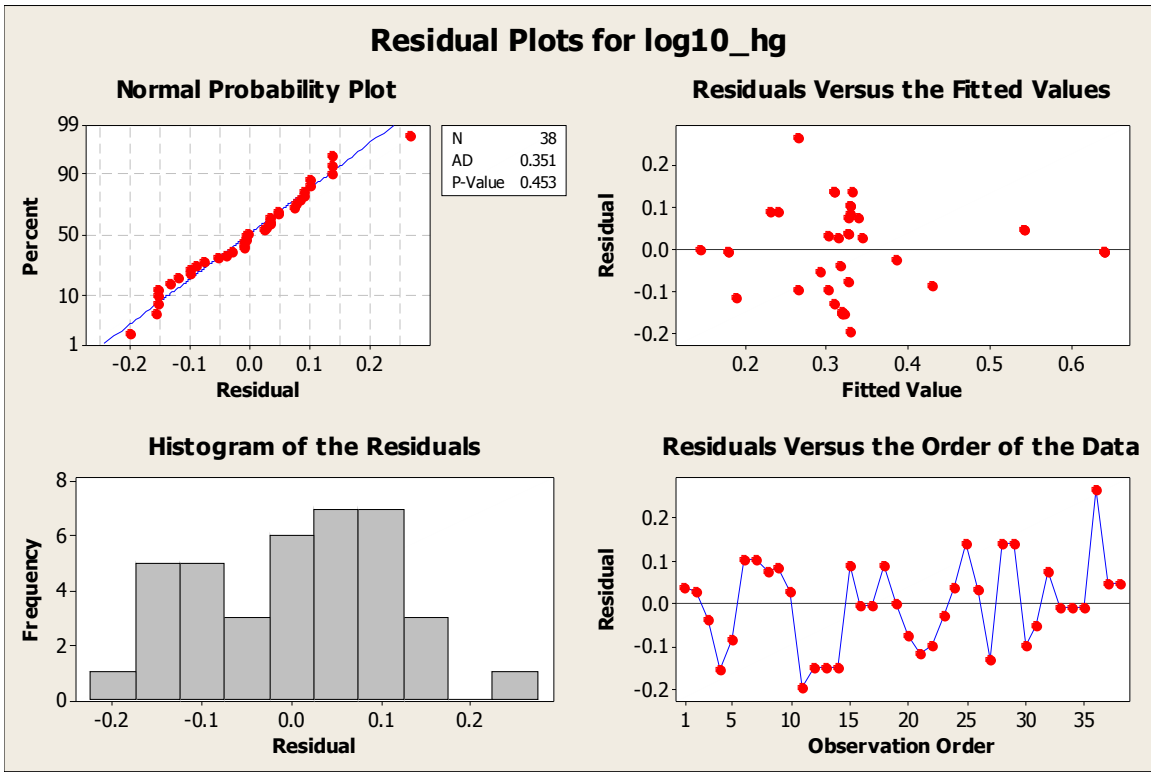 Residual Plots for log10_hg
Normal Probability Plot
99
90
50
10
1
Percent
-0.2
-0.1
0.0
0.1
0.2
Residual
N 38
AD 0.351
P-Value 0.453
Residuals Versus the Fitted Values
0.2
0.1
0.0
-0.1
-0.2
Residual
0.2
0.3
0.4
0.5
0.6
Fitted Value
Histogram of the Residuals
8
6
4
2
0
Frequency
-0.2
-0.1
0.0
0.1
0.2
Residual
Residuals Versus the Order of the Data
0.2
0.1
0.0
-0.1
-0.2
Residual
1
5
10
15
20
25
30
35
Observation Order